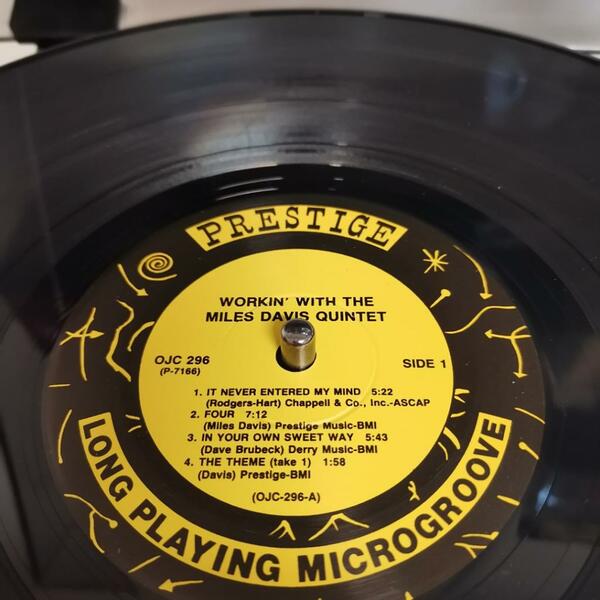 PRESTIGE
WORKIN' WITH THE
MILES DAVIS QUINTET
OJC 296
(P-7166)
SIDE 1
1. IT NEVER ENTERED MY MIND 5:22
(Rodgers-Hart) Chappell & Co., Inc.-ASCAP
2. FOUR 7:12
(Miles Davis) Prestige Music-BMI
3. IN YOUR OWN SWEET WAY 5:43
(Dave Brubeck) Derry Music-BMI
4. THE THEME (take 1) 1:58
(Davis) Prestige-BMI
(OJC-296-A)
LONG PLAYING MICROGROOVE